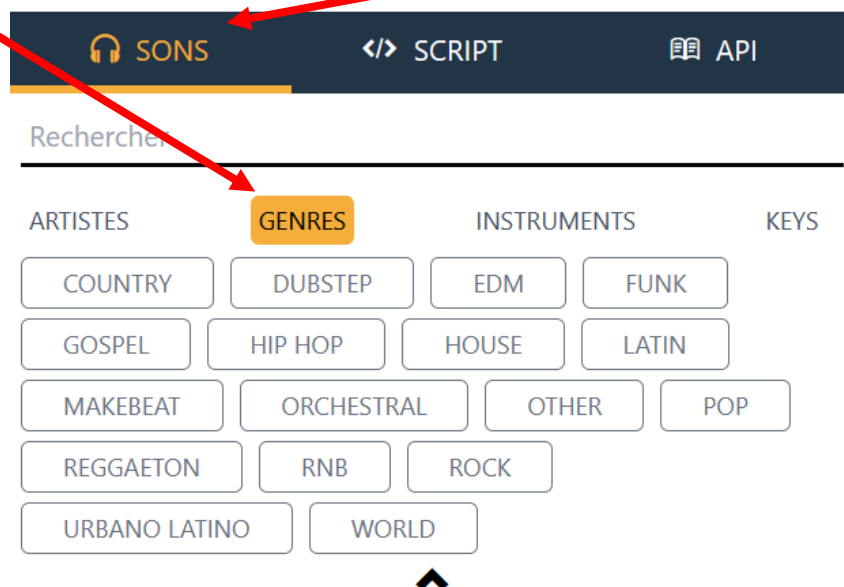 SONS </> SCRIPT API
Rechercher
ARTISTES GENRES INSTRUMENTS KEYS
COUNTRY DUBSTEP EDM FUNK
GOSPEL HIP HOP HOUSE LATIN
MAKEBEAT ORCHESTRAL OTHER POP
REGGAETON RNB ROCK
URBANO LATINO WORLD